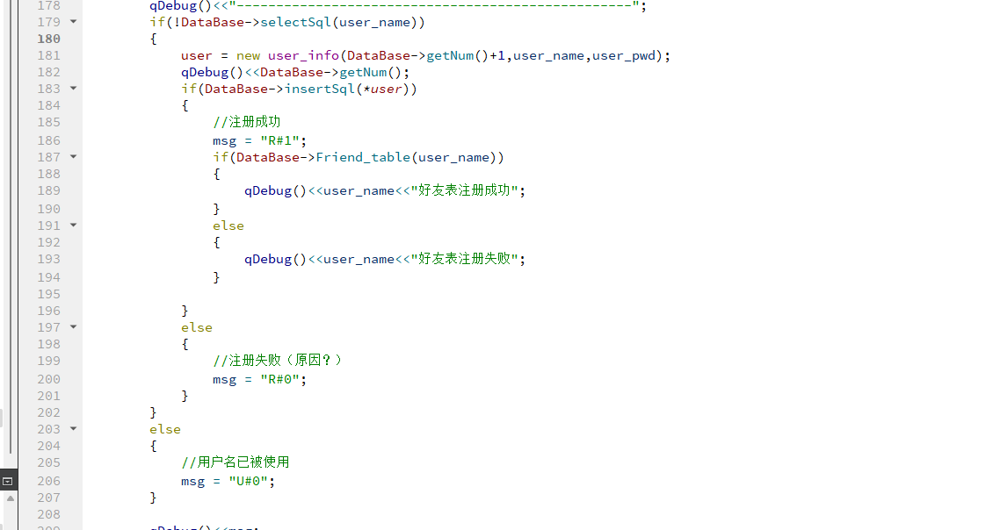 178 qDebug()<<"--------------------------------------------------";
179 if(!DataBase->selectSql(user_name))
180 {
181 user = new user_info(DataBase->getNum()+1,user_name,user_pwd);
182 qDebug()<<DataBase->getNum();
183 if(DataBase->insertSql(*user))
184 {
185 //注册成功
186 msg = "R#1";
187 if(DataBase->Friend_table(user_name))
188 {
189 qDebug()<<user_name<<"好友表注册成功";
190 }
191 else
192 {
193 qDebug()<<user_name<<"好友表注册失败";
194 }
195
196 }
197 else
198 {
199 //注册失败（原因？）
200 msg = "R#0";
201 }
202 }
203 else
204 {
205 //用户名已被使用
206 msg = "U#0";
207 }
208
209 qDebug()<<msg;